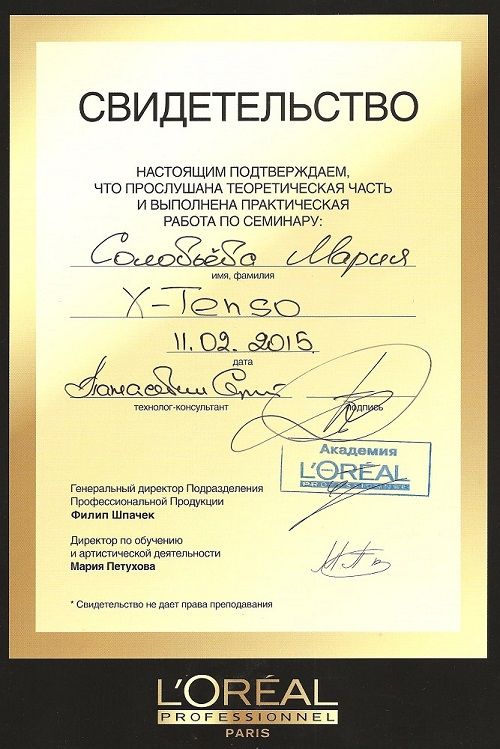 СВИДЕТЕЛЬСТВО
НАСТОЯЩИМ ПОДТВЕРЖДАЕМ,
ЧТО ПРОСЛУШАНА ТЕОРЕТИЧЕСКАЯ ЧАСТЬ
И ВЫПОЛНЕНА ПРАКТИЧЕСКАЯ
РАБОТА ПО СЕМИНАРУ:
Соловьёва Мария
имя, фамилия
X-Tenso
11.02.2015
дата
технолог-консультант подпись
Академия
L'ORÉAL
PROFESSIONNEL
Генеральный директор Подразделения
Профессиональной Продукции
Филип Шпачек
Директор по обучению
и артистической деятельности
Мария Петухова
* Свидетельство не дает права преподавания
L'ORÉAL
PROFESSIONNEL
PARIS